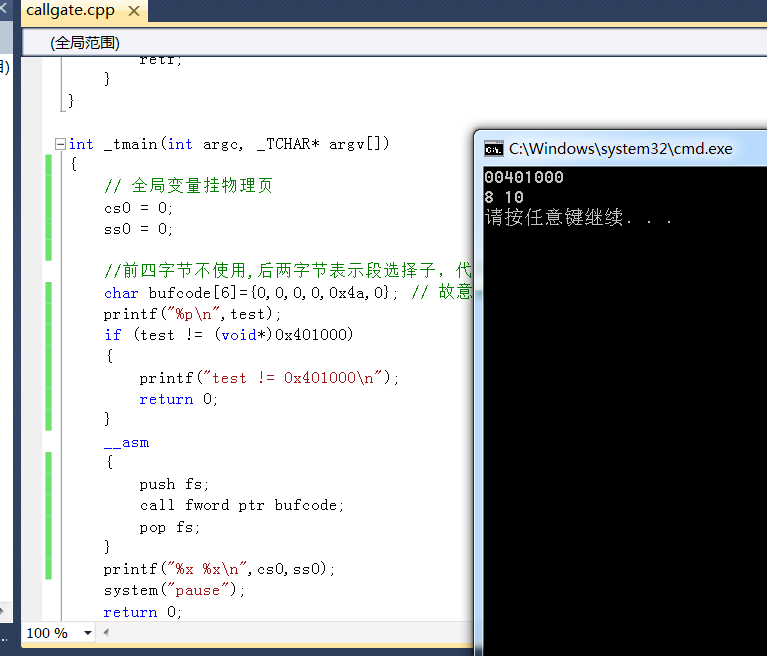 callgate.cpp
(全局范围)
retf;
}
}
int _tmain(int argc, _TCHAR* argv[])
{
// 全局变量挂物理页
cs0 = 0;
ss0 = 0;
//前四字节不使用,后两字节表示段选择子，代
char bufcode[6]={0,0,0,0,0x4a,0}; // 故意
printf("%p\n",test);
if (test != (void*)0x401000)
{
printf("test != 0x401000\n");
return 0;
}
__asm
{
push fs;
call fword ptr bufcode;
pop fs;
}
printf("%x %x\n",cs0,ss0);
system("pause");
return 0;
100 %
C:\Windows\system32\cmd.exe
00401000
8 10
请按任意键继续. . .